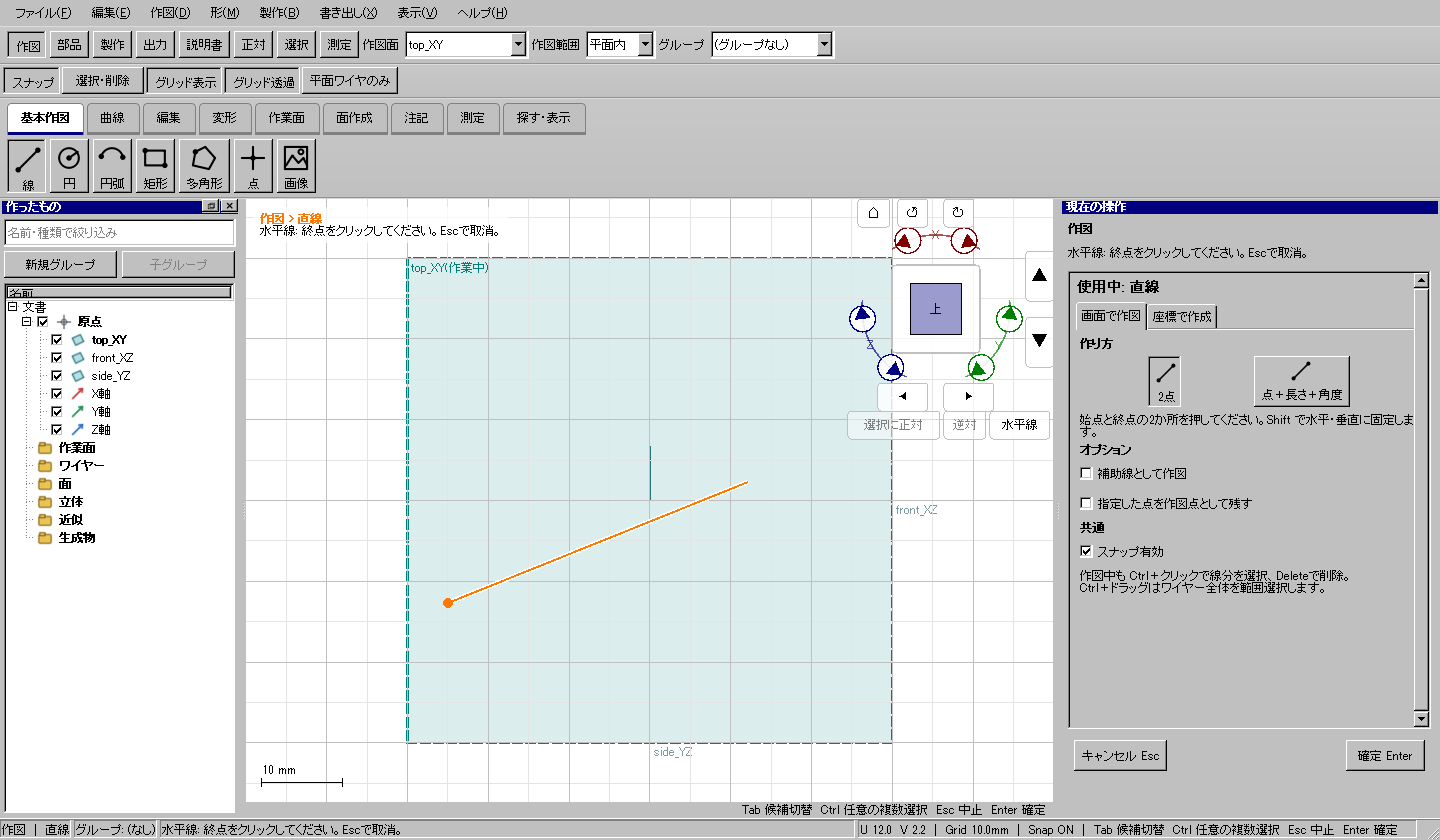 ファイル(F) 編集(E) 作図(D) 形(M) 製作(B) 書き出し(X) 表示(V) ヘルプ(H)
作図 部品 製作 出力 説明書 正対 選択 測定 作図面 top_XY 作図範囲 平面内 グループ (グループなし)
スナップ 選択・削除 グリッド表示 グリッド透過 平面ワイヤのみ
基本作図 曲線 編集 変形 作業面 面作成 注記 測定 探す・表示
線 円 円弧 矩形 多角形 点 画像
作ったもの
名前・種類で絞り込み
新規グループ 子グループ
名前
文書
原点
top_XY
front_XZ
side_YZ
X軸
Y軸
Z軸
作業面
ワイヤー
面
立体
近似
生成物
作図 > 直線
水平線: 終点をクリックしてください。Escで取消。
top_XY(作業中)
X
上
Z
Y
選択に正対 逆対 水平線
front_XZ
side_YZ
10 mm
Tab 候補切替 Ctrl 任意の複数選択 Esc 中止 Enter 確定
現在の操作
作図
水平線: 終点をクリックしてください。Escで取消。
使用中: 直線
画面で作図 座標で作成
作り方
2点 点+長さ+角度
始点と終点の2か所を押してください。Shift で水平・垂直に固定しま
す。
オプション
補助線として作図
指定した点を作図点として残す
共通
スナップ有効
作図中も Ctrl+クリックで線分を選択、Deleteで削除。
Ctrl+ドラッグはワイヤー全体を範囲選択します。
キャンセル Esc 確定 Enter
作図 | 直線 グループ: (なし) 水平線: 終点をクリックしてください。Escで取消。 U 12.0 V 2.2 | Grid 10.0mm | Snap ON | Tab 候補切替 Ctrl 任意の複数選択 Esc 中止 Enter 確定